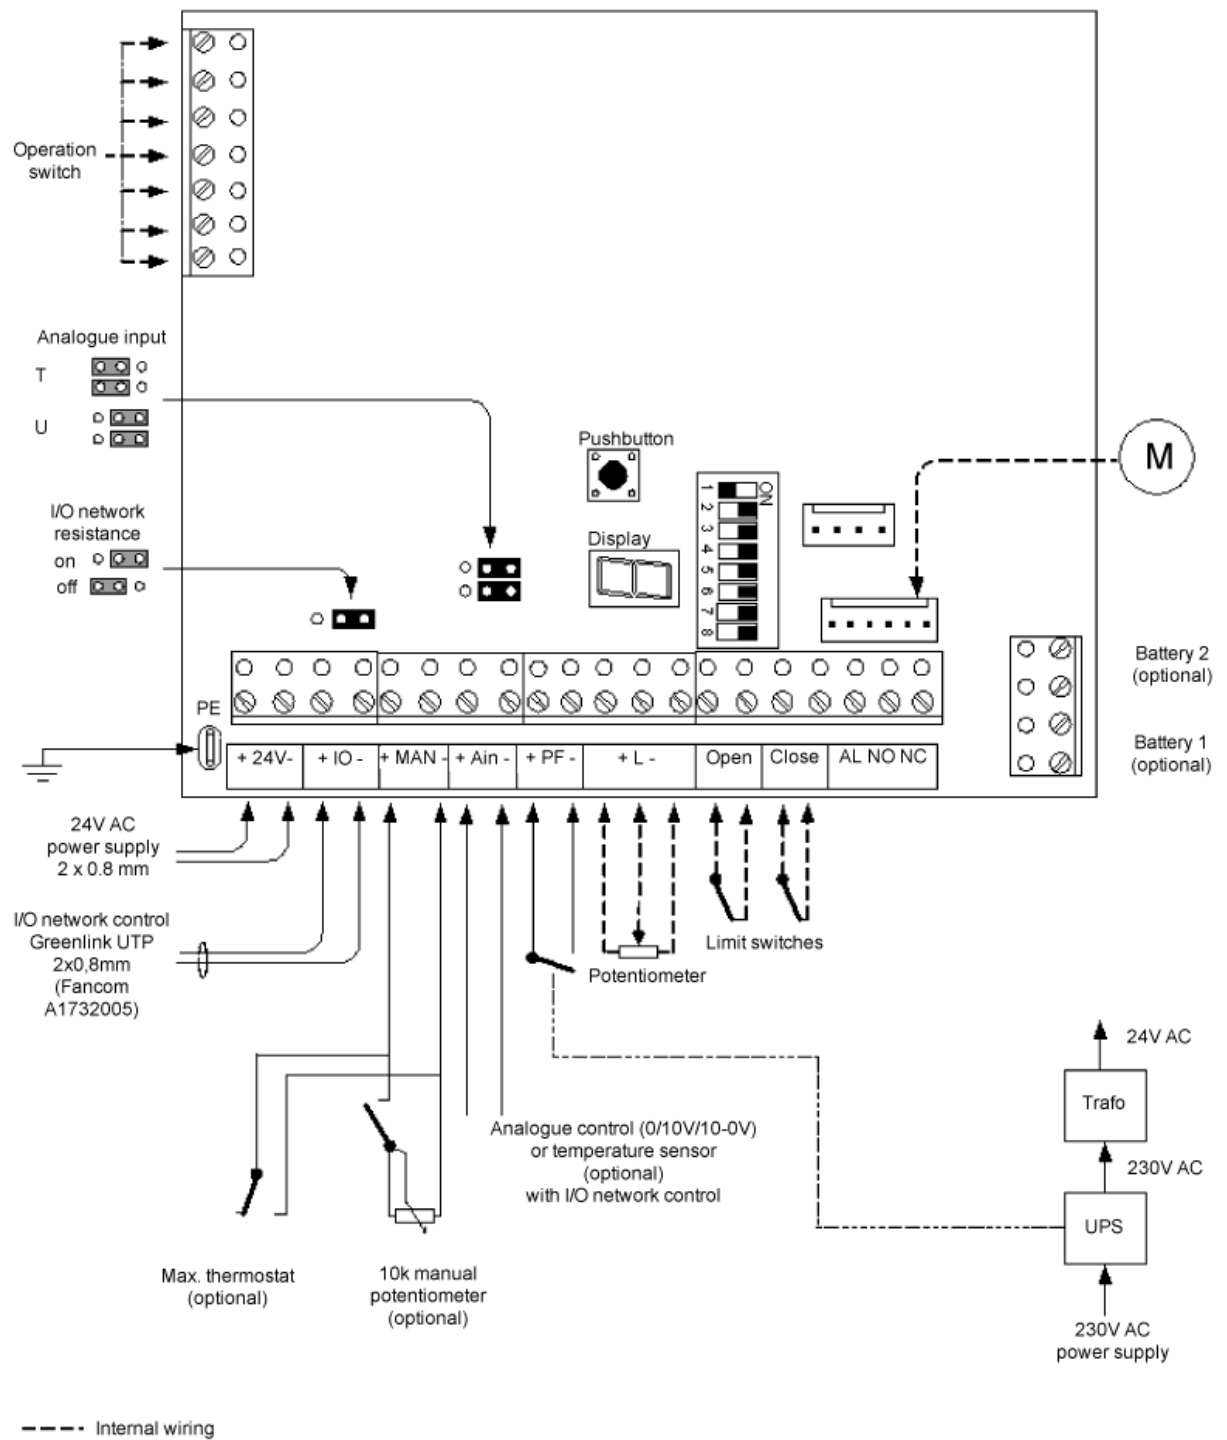 Operation
switch
Analogue input
T
U
I/O network
resistance
on
off
Pushbutton
Display
ON
1
2
3
4
5
6
7
8
M
Battery 2
(optional)
Battery 1
(optional)
PE
+ 24V-
+ IO -
+ MAN -
+ Ain -
+ PF -
+ L -
Open
Close
AL NO NC
24V AC
power supply
2 x 0.8 mm
I/O network control
Greenlink UTP
2x0,8mm
(Fancom
A1732005)
Limit switches
Potentiometer
Analogue control (0/10V/10-0V)
or temperature sensor
(optional)
with I/O network control
24V AC
Trafo
230V AC
UPS
230V AC
power supply
Max. thermostat
(optional)
10k manual
potentiometer
(optional)
Internal wiring